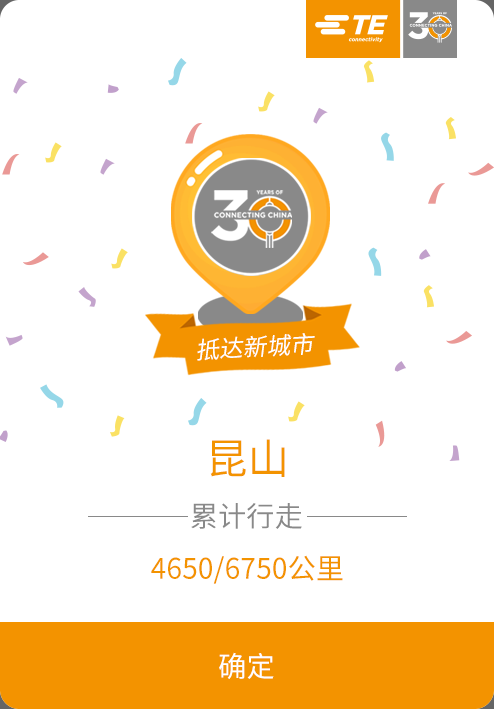 TE
connectivity
YEARS OF
30
CONNECTING CHINA
YEARS OF
30
CONNECTING CHINA
抵达新城市
昆山
累计行走
4650/6750公里
确定